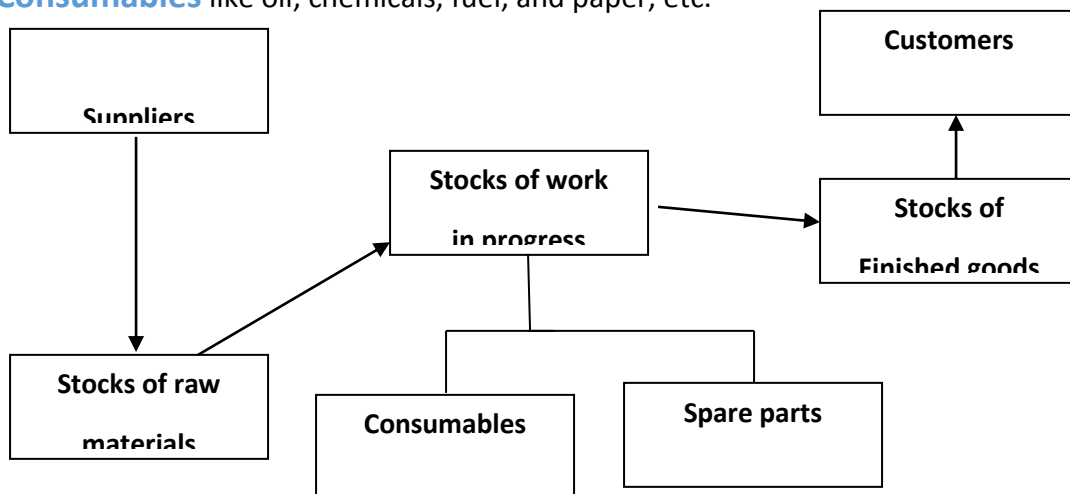 Consumables like oil, chemicals, fuel, and paper, etc.
Customers
Suppliers
Stocks of work
in progress
Stocks of
Finished goods
Stocks of raw
materials
Consumables
Spare parts